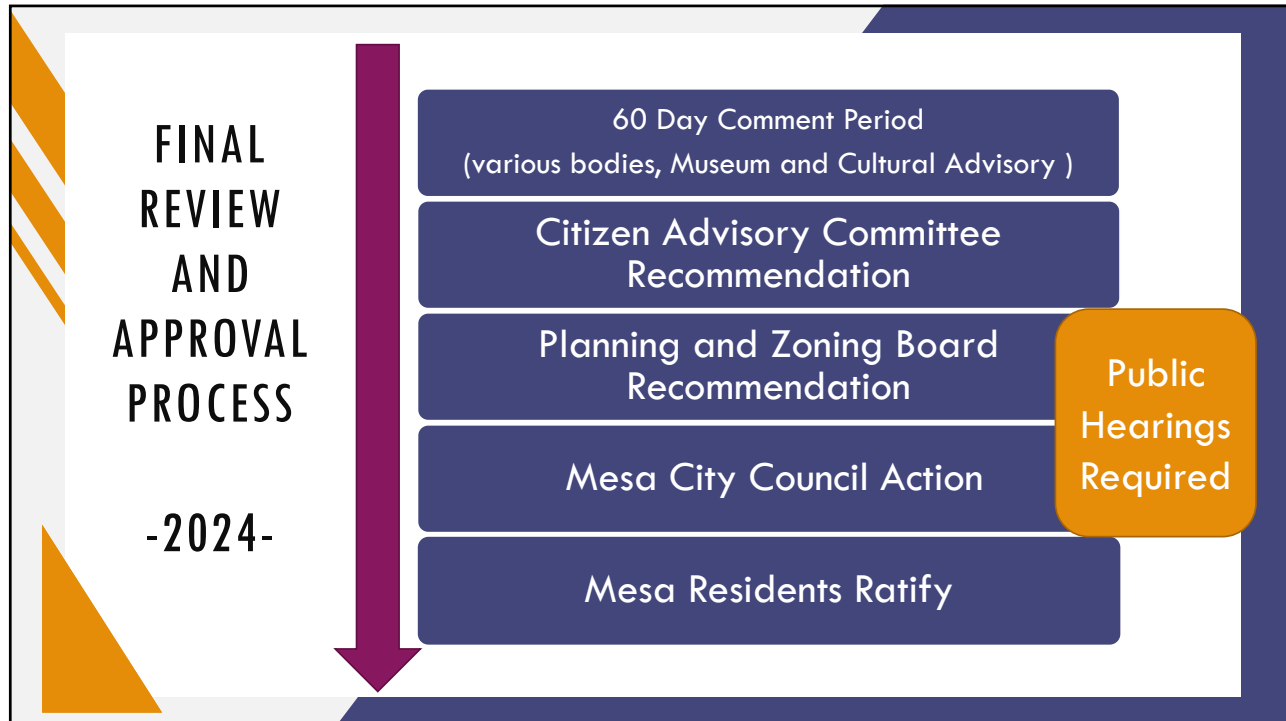 FINAL
REVIEW
AND
APPROVAL
PROCESS
-2024-
60 Day Comment Period
(various bodies, Museum and Cultural Advisory )
Citizen Advisory Committee
Recommendation
Planning and Zoning Board
Recommendation
Mesa City Council Action
Mesa Residents Ratify
Public
Hearings
Required